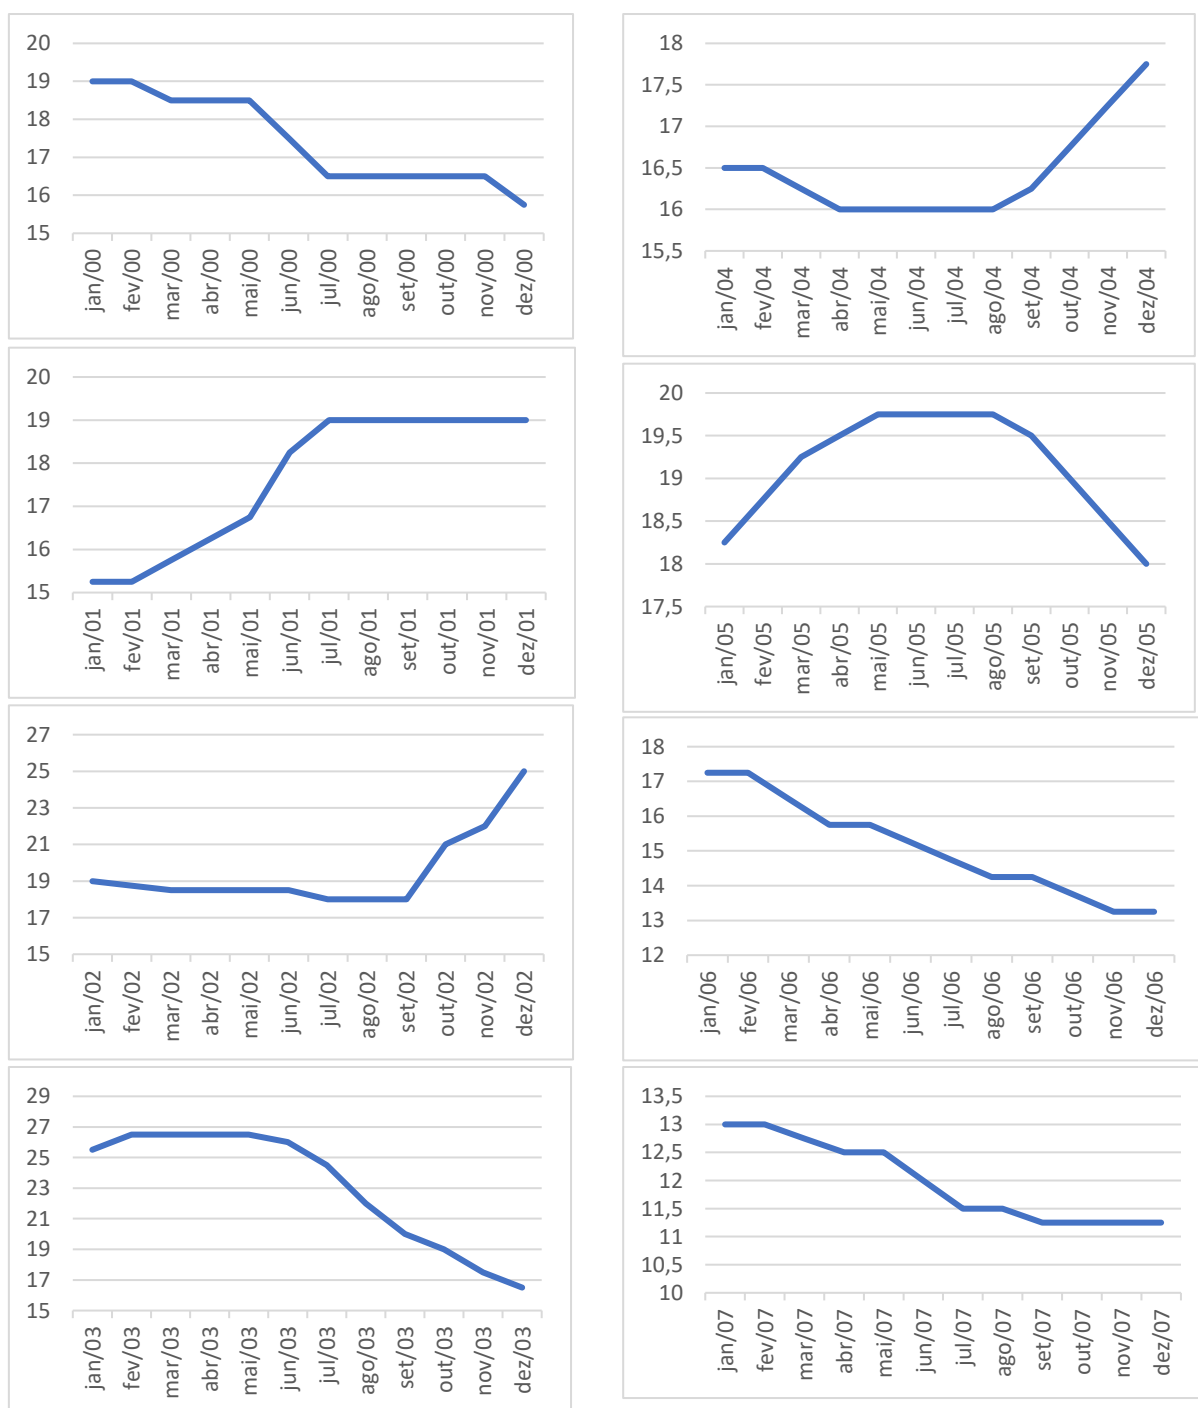 20
19
18
17
16
15
jan/00
fev/00
mar/00
abr/00
mai/00
jun/00
jul/00
ago/00
set/00
out/00
nov/00
dez/00
20
19
18
17
16
15
jan/01
fev/01
mar/01
abr/01
mai/01
jun/01
jul/01
ago/01
set/01
out/01
nov/01
dez/01
27
25
23
21
19
17
15
jan/02
fev/02
mar/02
abr/02
mai/02
jun/02
jul/02
ago/02
set/02
out/02
nov/02
dez/02
29
27
25
23
21
19
17
15
jan/03
fev/03
mar/03
abr/03
mai/03
jun/03
jul/03
ago/03
set/03
out/03
nov/03
dez/03
18
17,5
17
16,5
16
15,5
jan/04
fev/04
mar/04
abr/04
mai/04
jun/04
jul/04
ago/04
set/04
out/04
nov/04
dez/04
20
19,5
19
18,5
18
17,5
jan/05
fev/05
mar/05
abr/05
mai/05
jun/05
jul/05
ago/05
set/05
out/05
nov/05
dez/05
18
17
16
15
14
13
12
jan/06
fev/06
mar/06
abr/06
mai/06
jun/06
jul/06
ago/06
set/06
out/06
nov/06
dez/06
13,5
13
12,5
12
11,5
11
10,5
10
jan/07
fev/07
mar/07
abr/07
mai/07
jun/07
jul/07
ago/07
set/07
out/07
nov/07
dez/07